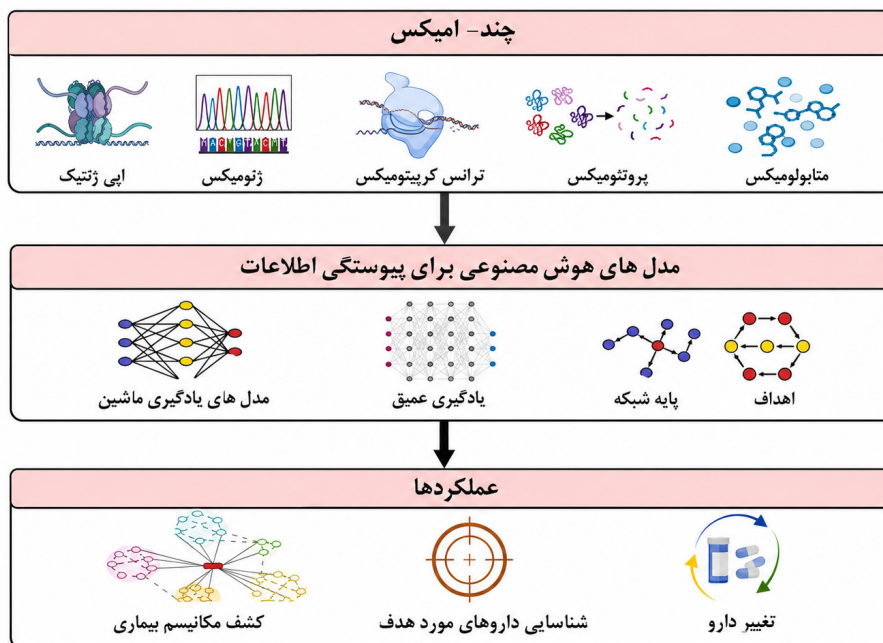 چند- امیکس
اپی ژنتیک
ژنومیکس
ترانس کرپیتومیکس
پروتئومیکس
متابولومیکس
مدل های هوش مصنوعی برای پیوستگی اطلاعات
مدل های یادگیری ماشین
یادگیری عمیق
پایه شبکه
اهداف
عملکردها
کشف مکانیسم بیماری
شناسایی داروهای مورد هدف
تغییر دارو